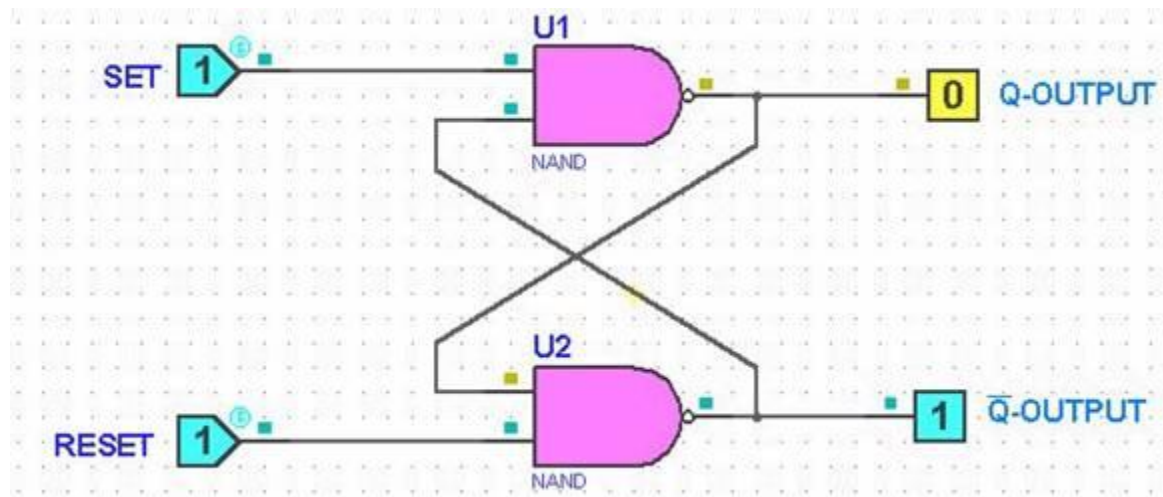 U1
SET 1 0 Q-OUTPUT
NAND
U2
1 Q̅-OUTPUT
RESET 1
NAND